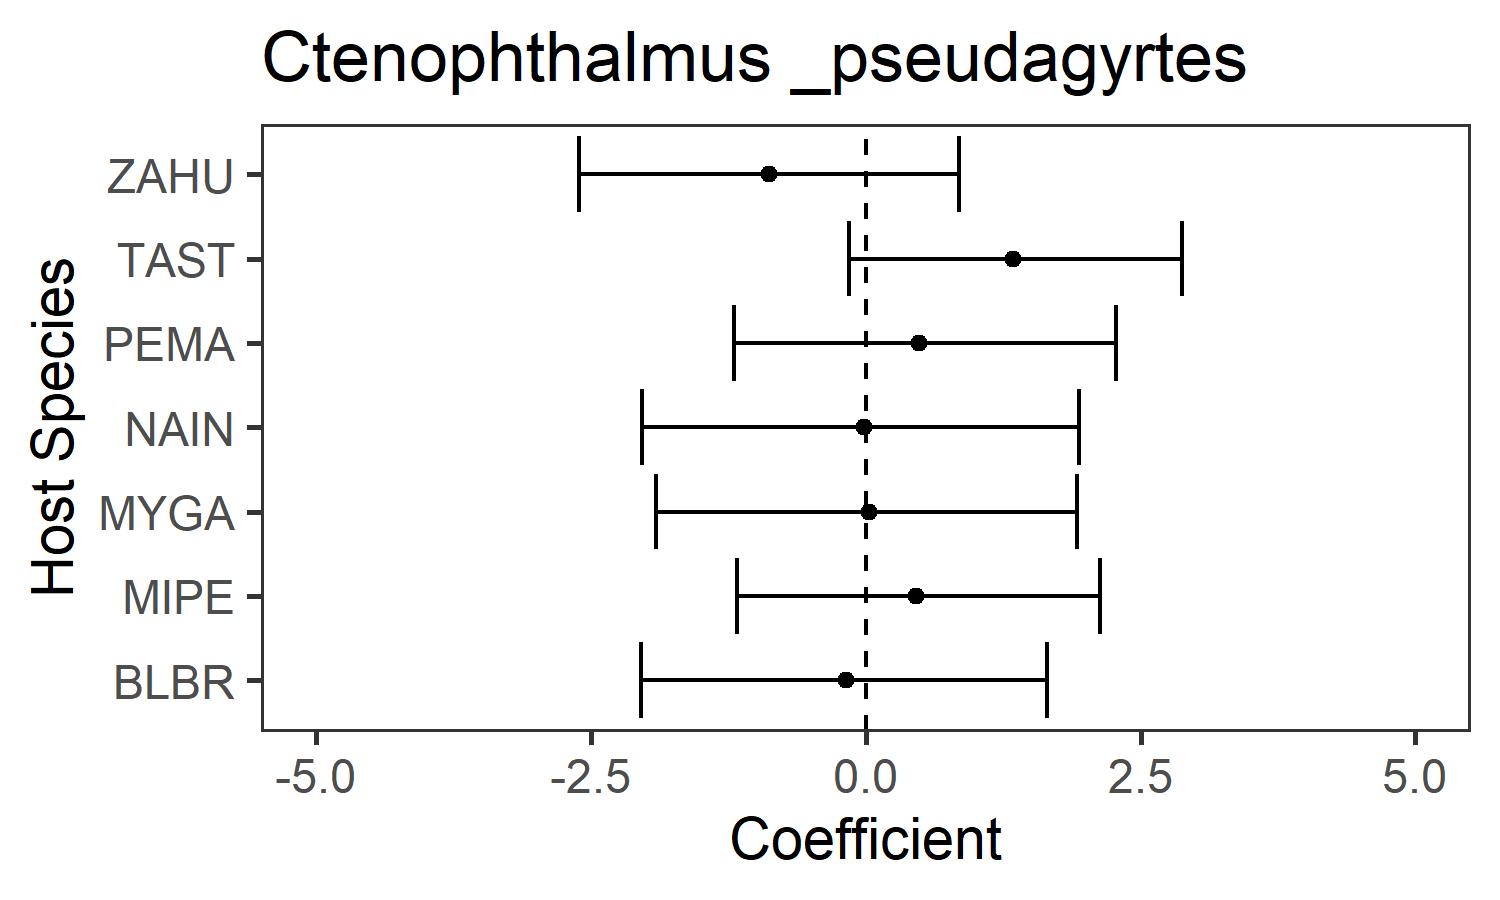 Ctenophthalmus _pseudagyrtes
Host Species
ZAHU
TAST
PEMA
NAIN
MYGA
MIPE
BLBR
-5.0 -2.5 0.0 2.5 5.0
Coefficient